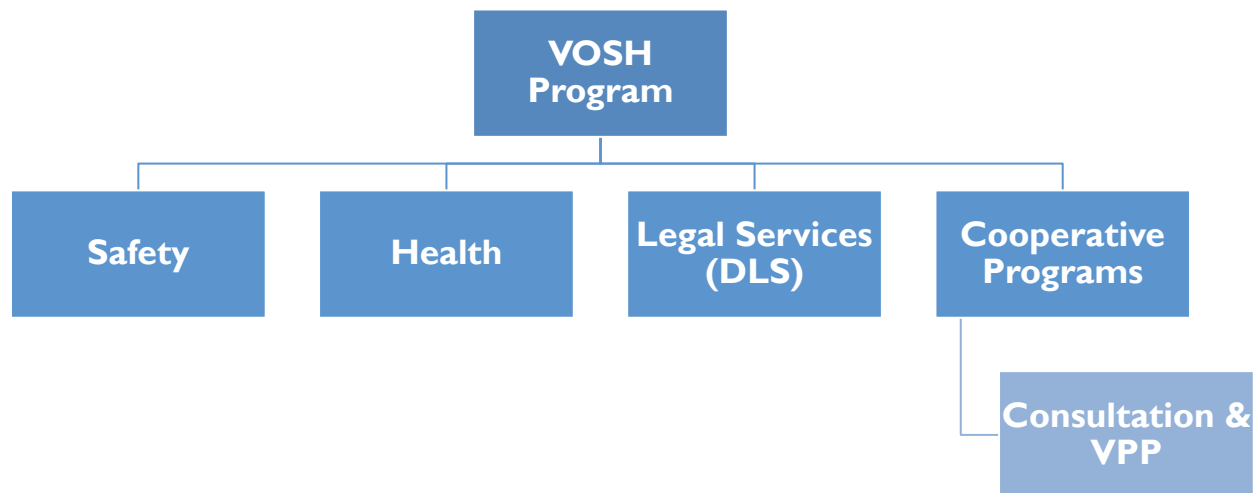 VOSH
Program
Safety
Health
Legal Services
(DLS)
Cooperative
Programs
Consultation &
VPP